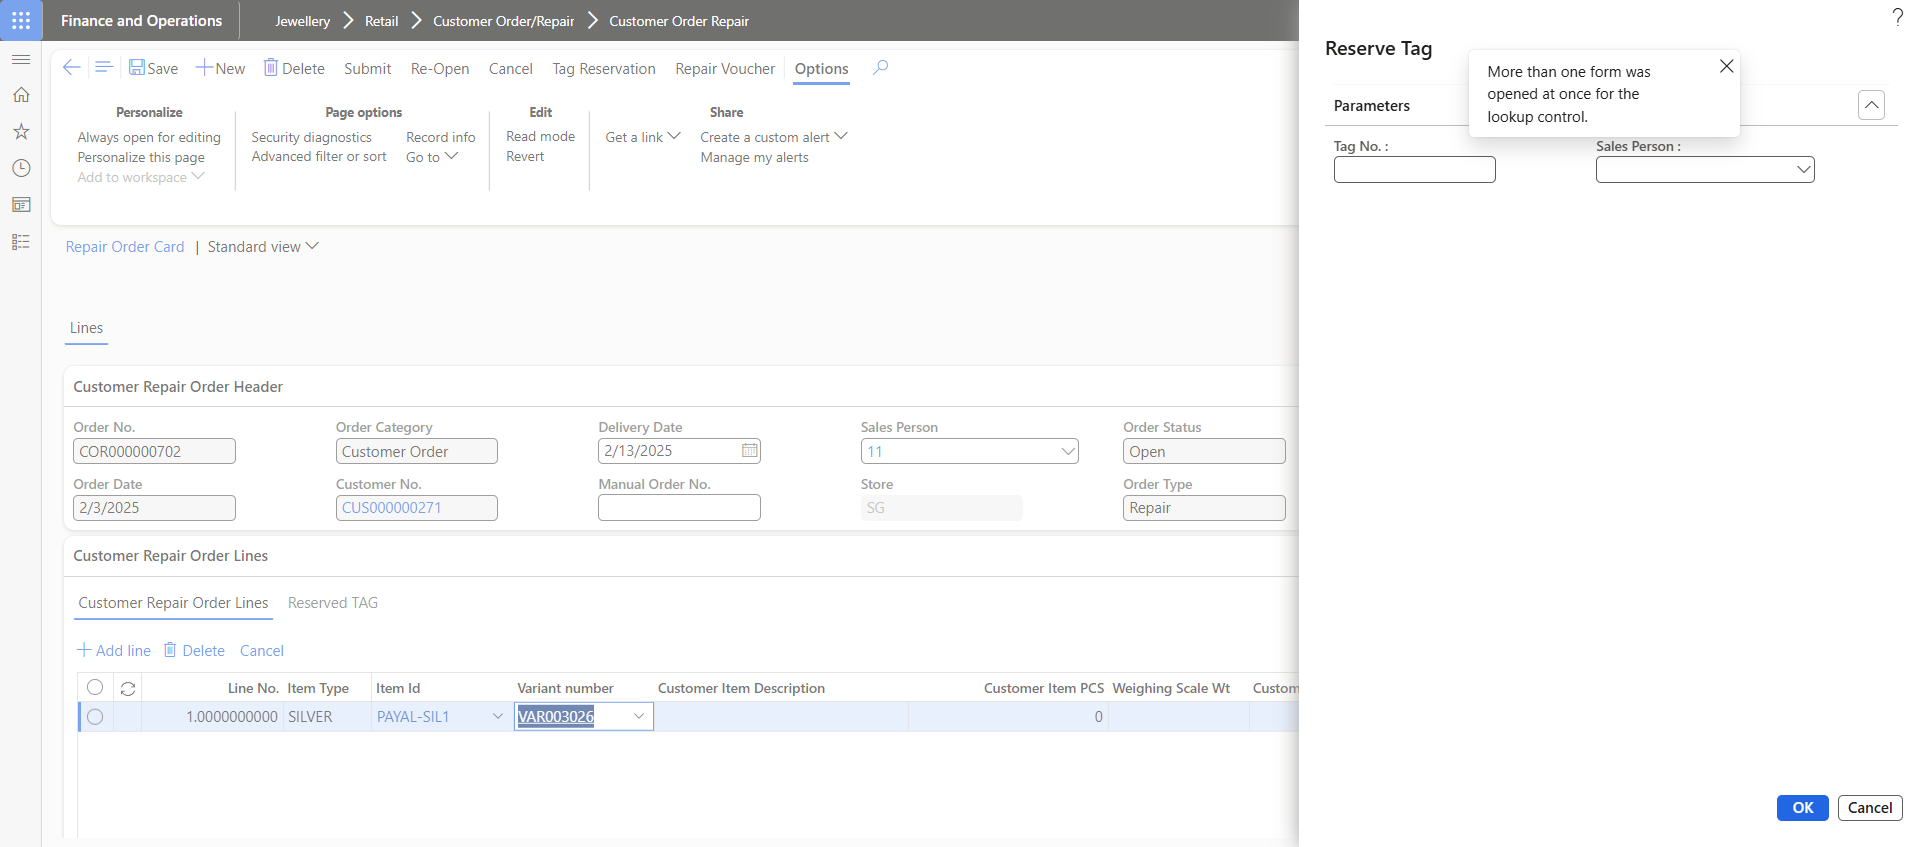 Finance and Operations
Jewellery
Retail
Customer Order/Repair
Customer Order Repair
?
Save
New
Delete
Submit
Re-Open
Cancel
Tag Reservation
Repair Voucher
Options
Personalize
Always open for editing
Personalize this page
Add to workspace
Page options
Security diagnostics
Advanced filter or sort
Record info
Go to
Edit
Read mode
Revert
Get a link
Share
Create a custom alert
Manage my alerts
Repair Order Card | Standard view
Lines
Customer Repair Order Header
Order No.
COR000000702
Order Category
Customer Order
Delivery Date
2/13/2025
Sales Person
11
Order Status
Open
Order Date
2/3/2025
Customer No.
CUS000000271
Manual Order No.
Store
SG
Order Type
Repair
Customer Repair Order Lines
Customer Repair Order Lines
Reserved TAG
Add line
Delete
Cancel
Line No. Item Type Item Id Variant number Customer Item Description Customer Item PCS Weighing Scale Wt Custom
1.0000000000 SILVER PAYAL-SIL1 VAR003026 0
Reserve Tag
More than one form was
opened at once for the
lookup control.
Parameters
Tag No. :
Sales Person :
OK
Cancel